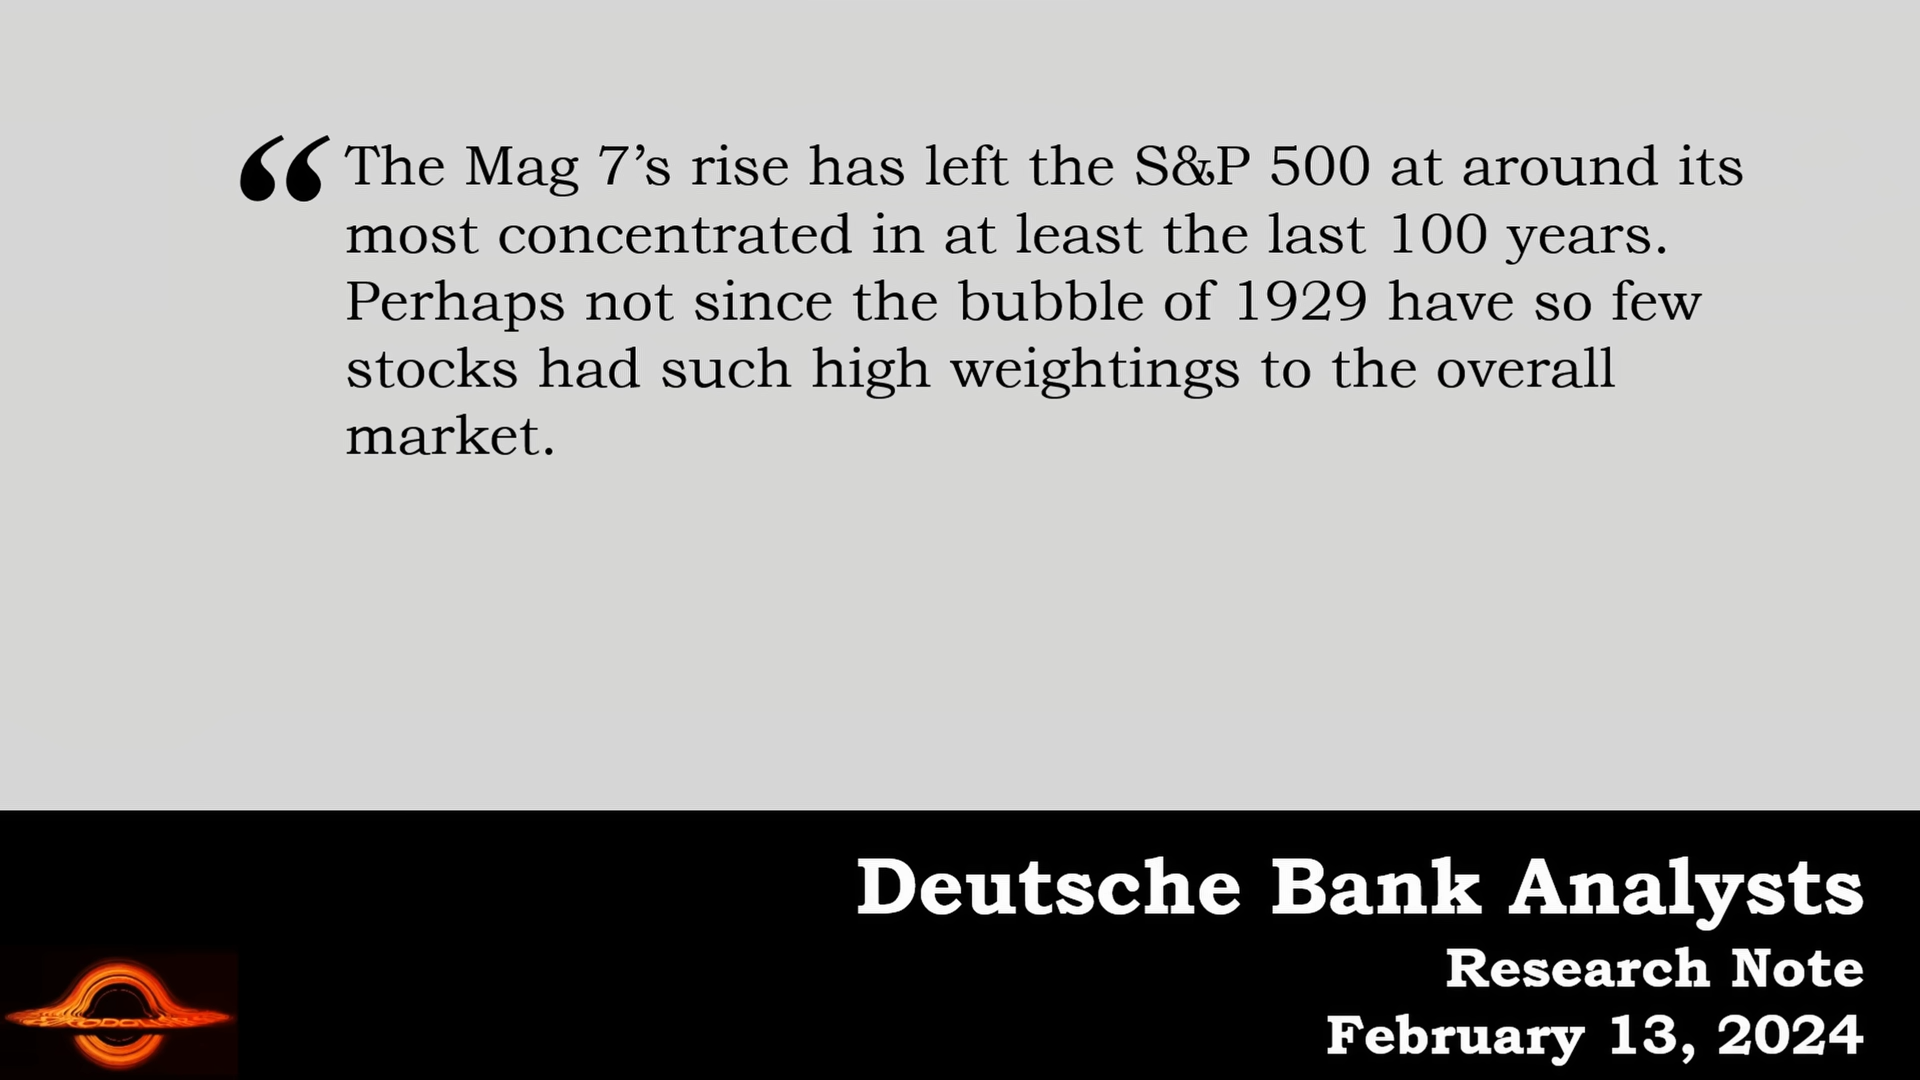 “The Mag 7’s rise has left the S&P 500 at around its
most concentrated in at least the last 100 years.
Perhaps not since the bubble of 1929 have so few
stocks had such high weightings to the overall
market.
Deutsche Bank Analysts
Research Note
February 13, 2024